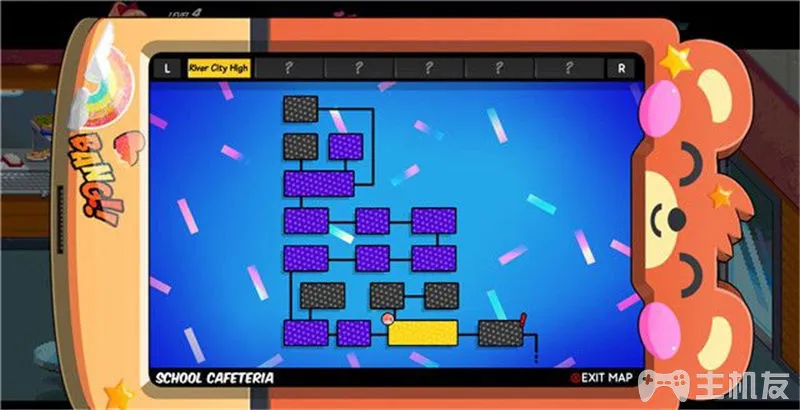 LEVEL 4
L
River City High
?
?
?
?
?
R
BANG!
SCHOOL CAFETERIA
EXIT MAP
主机友